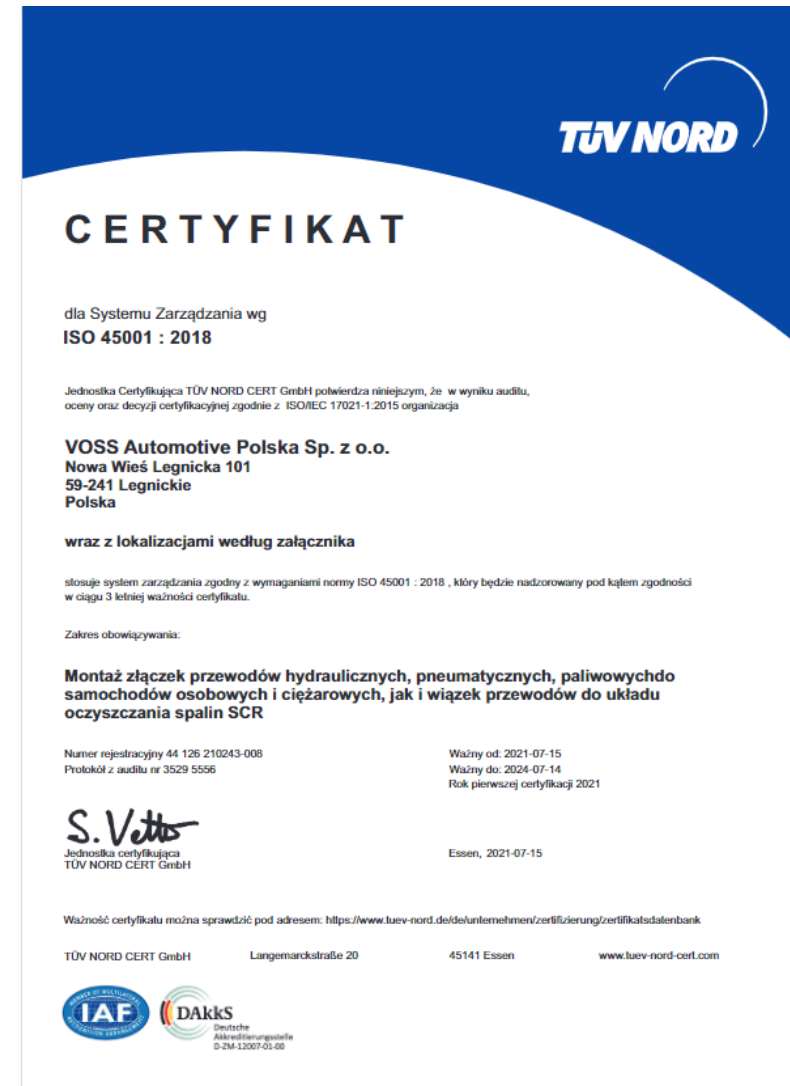 TÜV NORD
CERTYFIKAT
dla Systemu Zarządzania wg
ISO 45001 : 2018
Jednostka Certyfikująca TÜV NORD CERT GmbH potwierdza niniejszym, że w wyniku auditu,
oceny oraz decyzji certyfikacyjnej zgodnie z ISO/IEC 17021-1:2015 organizacja
VOSS Automotive Polska Sp. z o.o.
Nowa Wieś Legnicka 101
59-241 Legnickie
Polska
wraz z lokalizacjami według załącznika
stosuje system zarządzania zgodny z wymaganiami normy ISO 45001 : 2018 , który będzie nadzorowany pod kątem zgodności
w ciągu 3 letniej ważności certyfikatu.
Zakres obowiązywania:
Montaż złączek przewodów hydraulicznych, pneumatycznych, paliwowychdo
samochodów osobowych i ciężarowych, jak i wiązek przewodów do układu
oczyszczania spalin SCR
Numer rejestracyjny 44 126 210243-008
Protokół z auditu nr 3529 5556
Ważny od: 2021-07-15
Ważny do: 2024-07-14
Rok pierwszej certyfikacji 2021
S. Vetto
Jednostka certyfikująca
TÜV NORD CERT GmbH
Essen, 2021-07-15
Ważność certyfikatu można sprawdzić pod adresem: https://www.tuev-nord.de/de/unternehmen/zertifizierung/zertifikatsdatenbank
TÜV NORD CERT GmbH Langemarckstraße 20 45141 Essen www.tuev-nord-cert.com
MEMBER OF MULTILATERAL
IAF
RECOGNITION ARRANGEMENT
DAkkS
Deutsche
Akkreditierungsstelle
D-ZM-12007-01-00